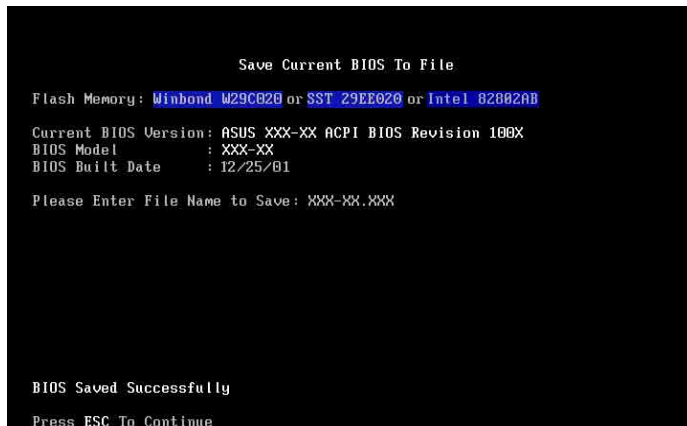 Save Current BIOS To File
Flash Memory: Winbond W29C020 or SST 29EE020 or Intel 82802AB
Current BIOS Version: ASUS XXX-XX ACPI BIOS Revision 100X
BIOS Model : XXX-XX
BIOS Built Date : 12/25/01
Please Enter File Name to Save: XXX-XX.XXX
BIOS Saved Successfully
Press ESC To Continue